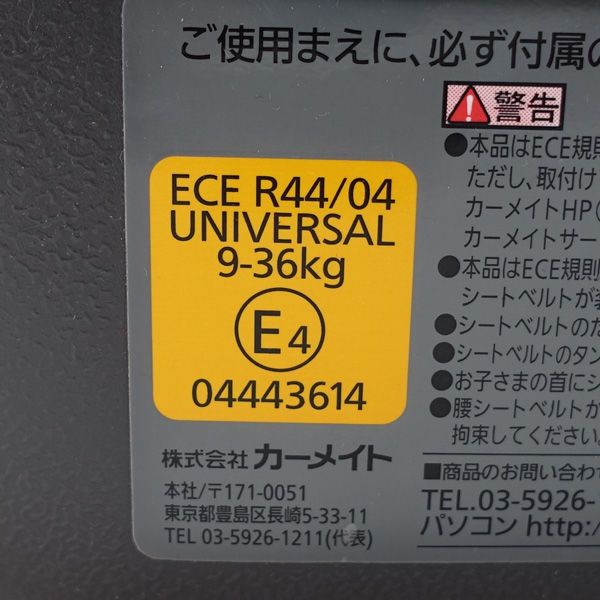 ご使用まえに、必ず付属の
警告
●本品はECE規則
ただし、取付け
カーメイトHP(
カーメイトサー
●本品はECE規則
シートベルトが装
●シートベルトのた
●シートベルトのタン
●お子さまの首にシ
●腰シートベルトが
拘束してください
■商品のお問い合わ
TEL.03-5926-
パソコン http:/
ECE R44/04
UNIVERSAL
9-36kg
E4
04443614
株式会社 カーメイト
本社/〒171-0051
東京都豊島区長崎5-33-11
TEL 03-5926-1211(代表)